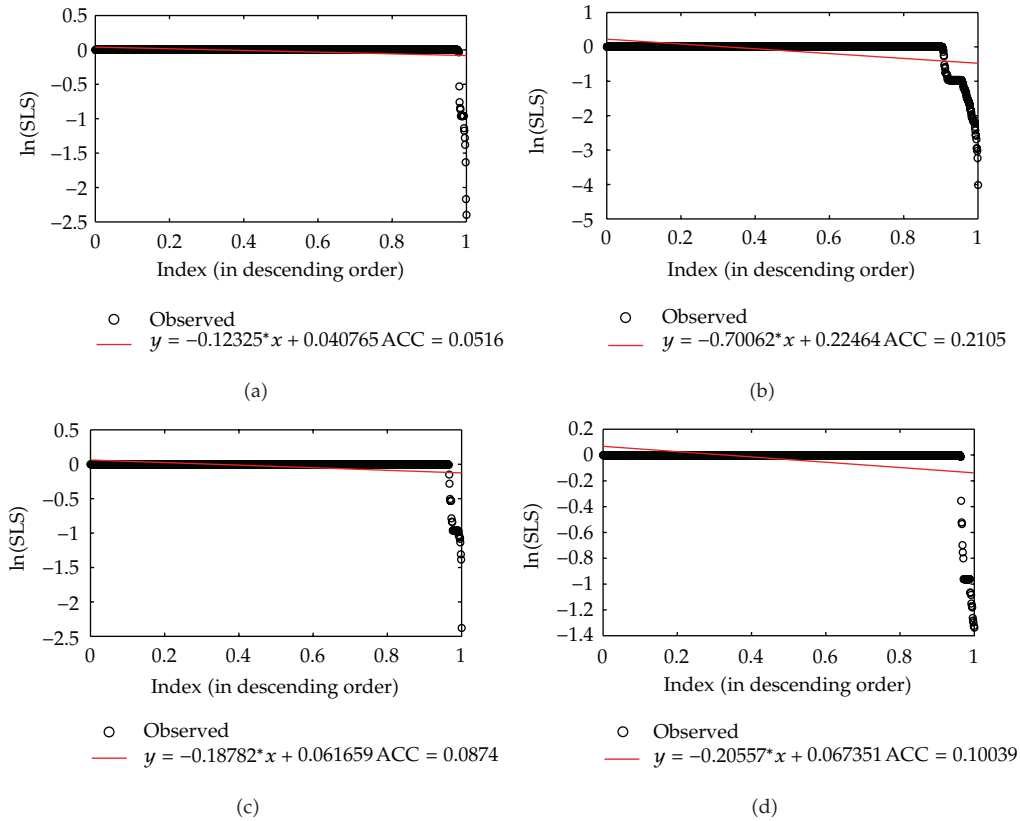 0.5
0
−0.5
−1
−1.5
−2
−2.5
ln(SLS)
0 0.2 0.4 0.6 0.8 1
Index (in descending order)
Observed
y = −0.12325*x + 0.040765 ACC = 0.0516
(a)
1
0
−1
−2
−3
−4
−5
ln(SLS)
0 0.2 0.4 0.6 0.8 1
Index (in descending order)
Observed
y = −0.70062*x + 0.22464 ACC = 0.2105
(b)
0.5
0
−0.5
−1
−1.5
−2
−2.5
ln(SLS)
0 0.2 0.4 0.6 0.8 1
Index (in descending order)
Observed
y = −0.18782*x + 0.061659 ACC = 0.0874
(c)
0.2
0
−0.2
−0.4
−0.6
−0.8
−1
−1.2
−1.4
ln(SLS)
0 0.2 0.4 0.6 0.8 1
Index (in descending order)
Observed
y = −0.20557*x + 0.067351 ACC = 0.10039
(d)